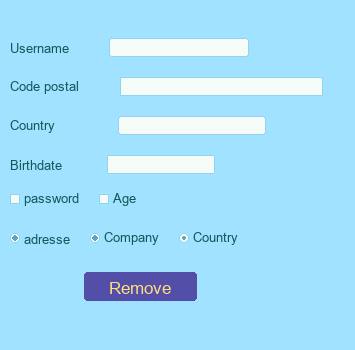 Username
Code postal
Country
Birthdate
password Age
adresse Company Country
Remove